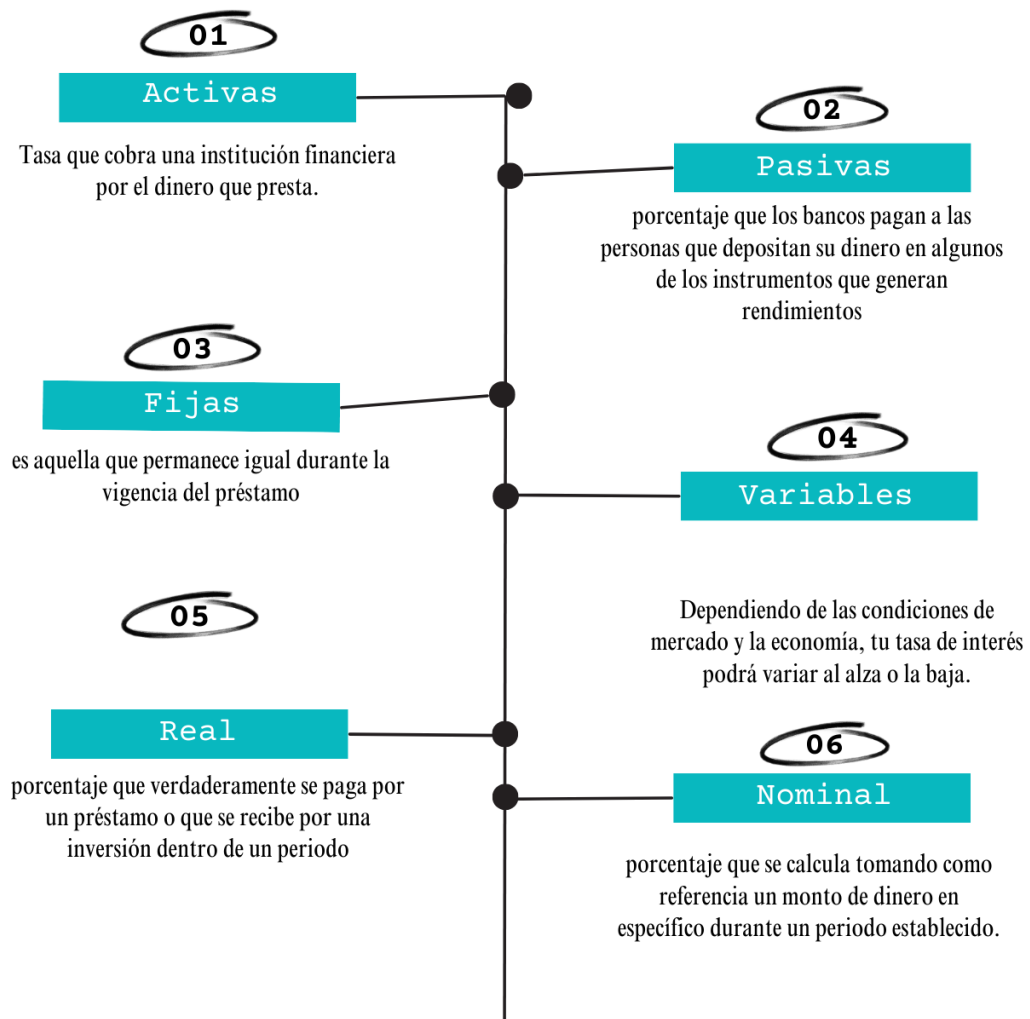 01
Activas
Tasa que cobra una institución financiera
por el dinero que presta.
02
Pasivas
porcentaje que los bancos pagan a las
personas que depositan su dinero en algunos
de los instrumentos que generan
rendimientos
03
Fijas
es aquella que permanece igual durante la
vigencia del préstamo
04
Variables
Dependiendo de las condiciones de
mercado y la economía, tu tasa de interés
podrá variar al alza o la baja.
05
Real
porcentaje que verdaderamente se paga por
un préstamo o que se recibe por una
inversión dentro de un periodo
06
Nominal
porcentaje que se calcula tomando como
referencia un monto de dinero en
específico durante un periodo establecido.